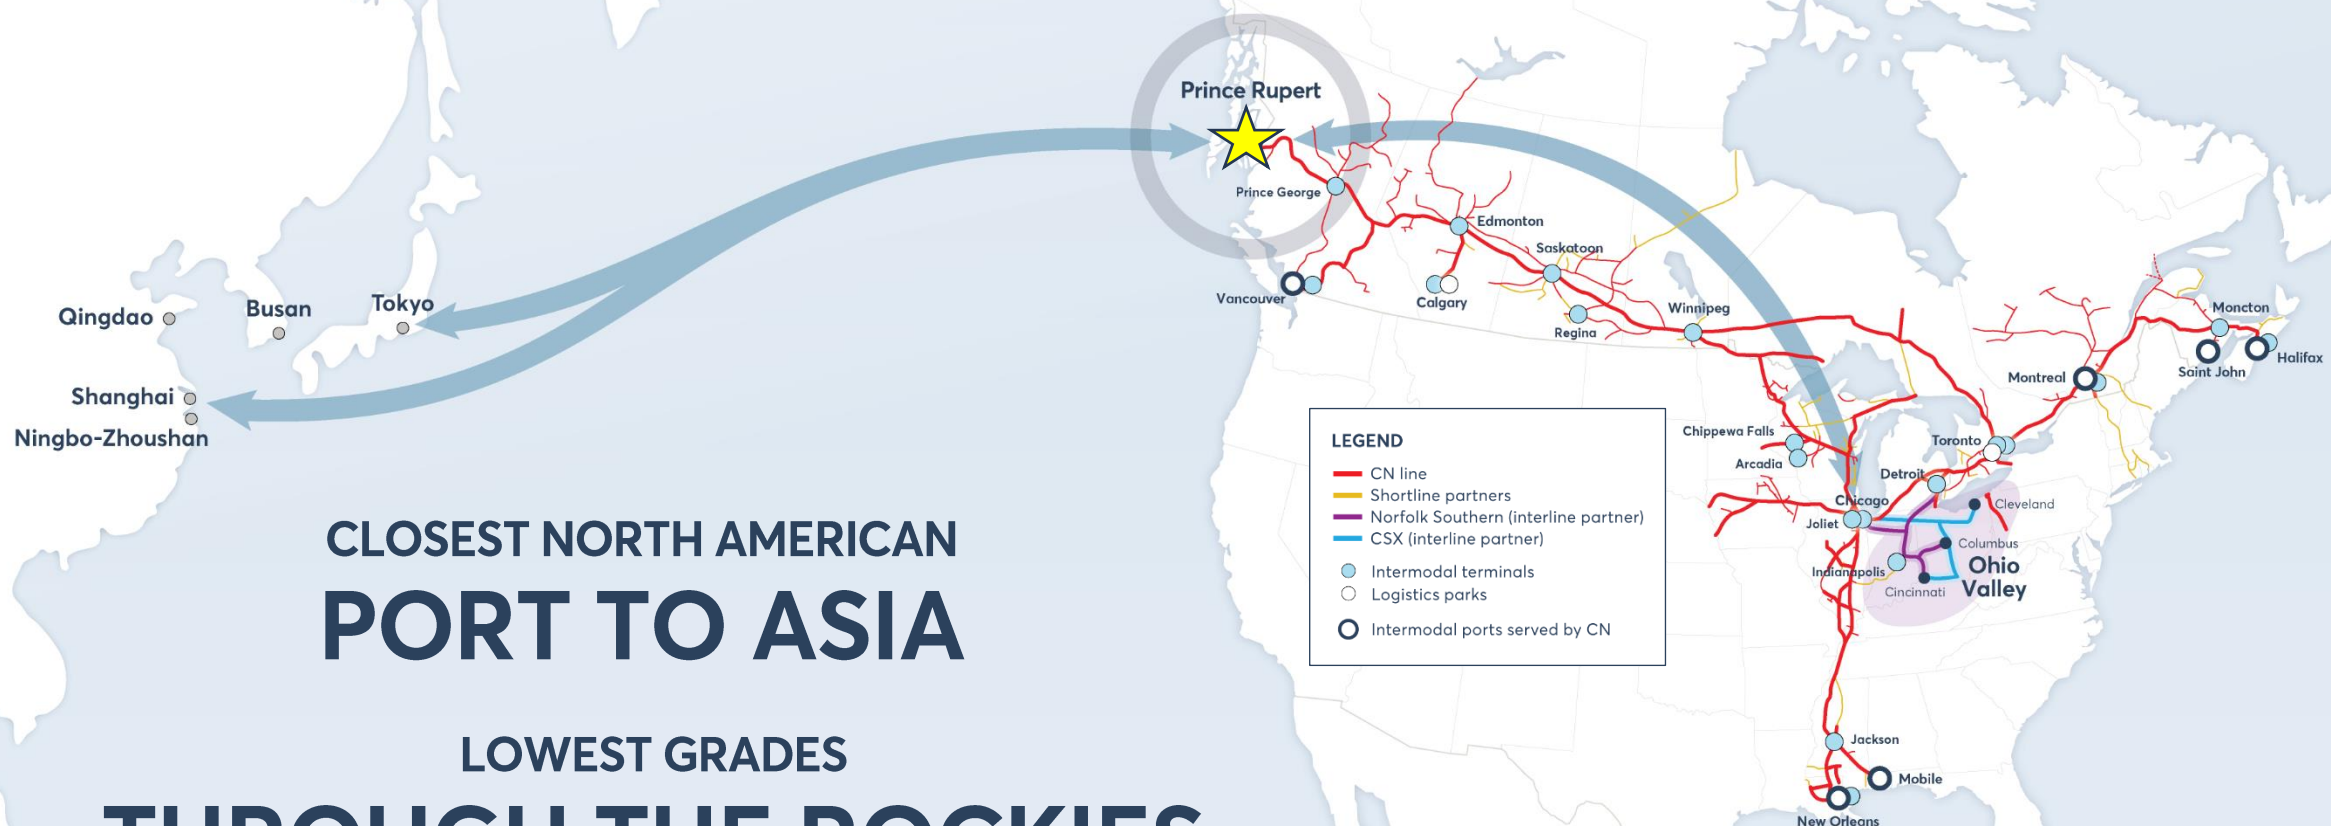 Prince Rupert
Prince George
Edmonton
Saskatoon
Vancouver
Calgary
Regina
Winnipeg
Qingdao
Busan
Tokyo
Shanghai
Ningbo-Zhoushan
Moncton
Halifax
Saint John
Montreal
Toronto
Detroit
Chippewa Falls
Arcadia
Chicago
Joliet
Cleveland
Columbus
Indianapolis
Cincinnati
Ohio
Valley
Jackson
Mobile
New Orleans
LEGEND
CN line
Shortline partners
Norfolk Southern (interline partner)
CSX (interline partner)
Intermodal terminals
Logistics parks
Intermodal ports served by CN
CLOSEST NORTH AMERICAN
PORT TO ASIA
LOWEST GRADES
THROUGH THE ROCKIES